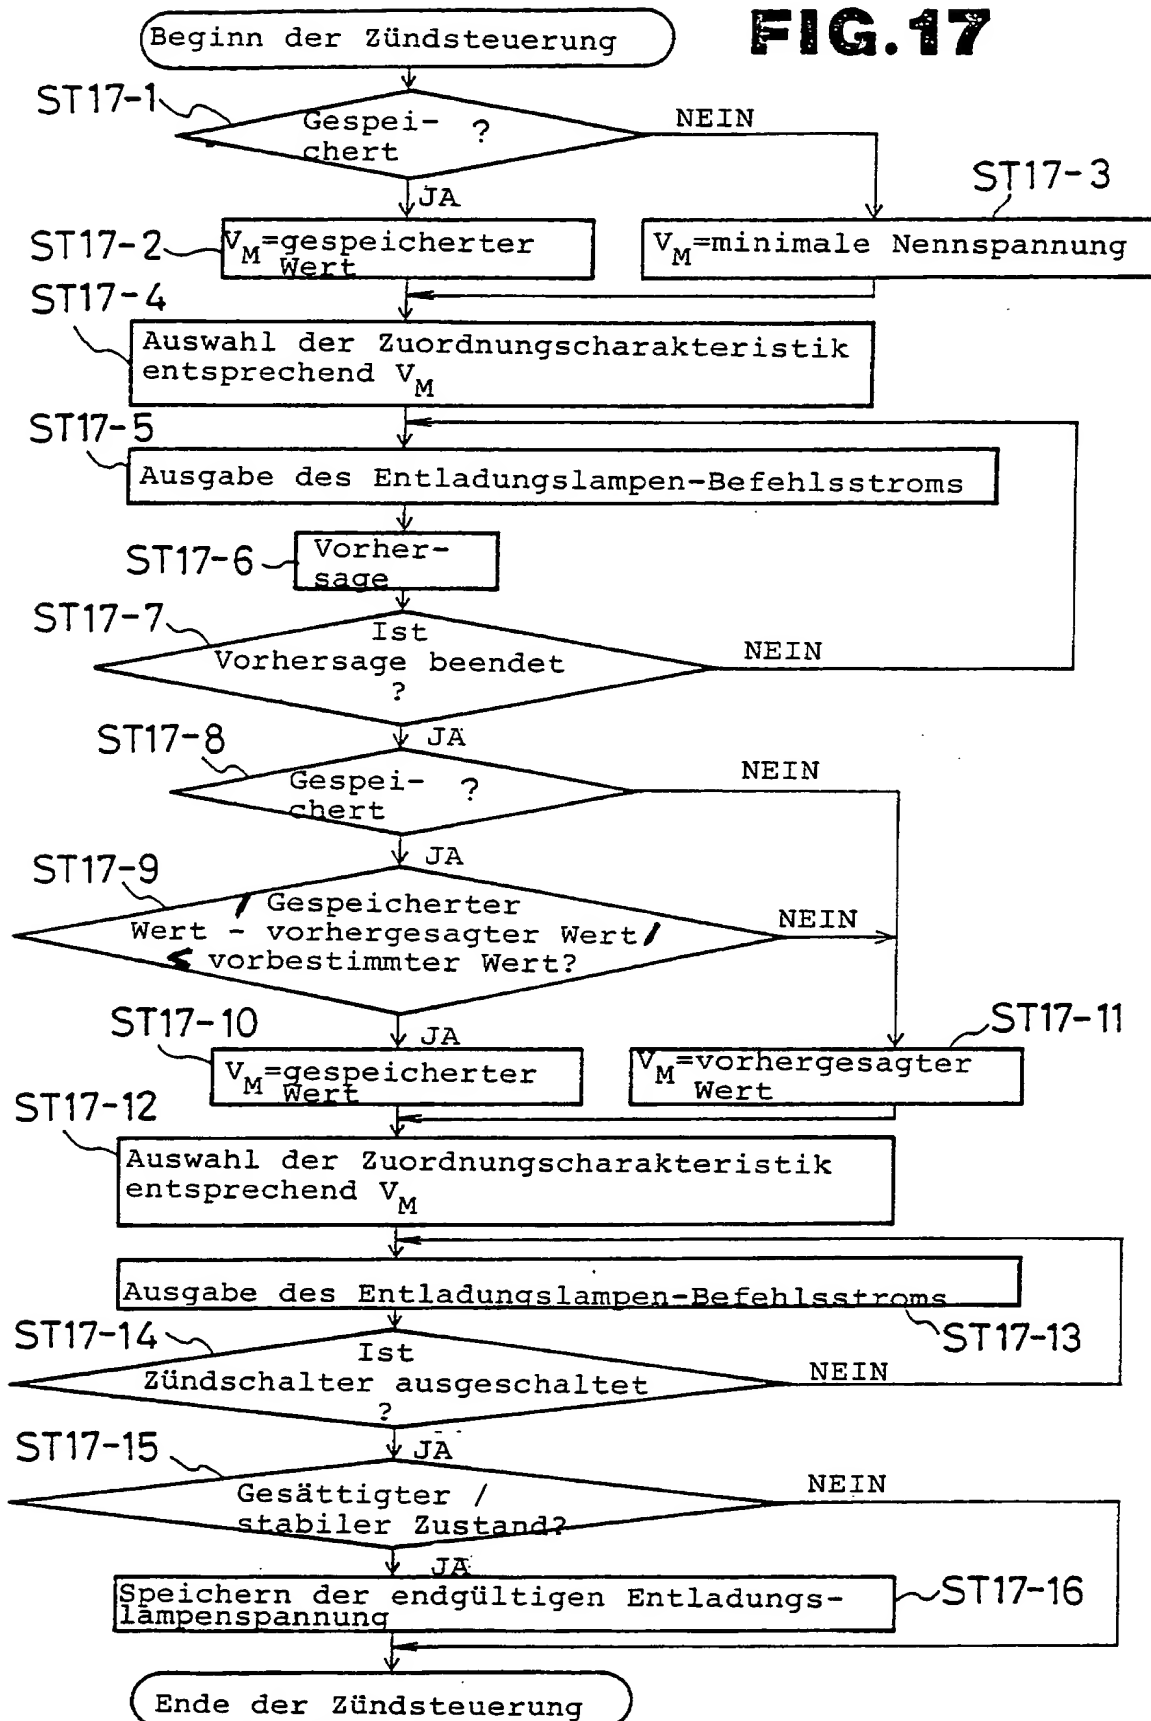 FIG.17
Beginn der Zündsteuerung
ST17-1
Gespei- ?
chert
NEIN
JA
ST17-3
ST17-2
V_M=gespeicherter
Wert
V_M=minimale Nennspannung
ST17-4
Auswahl der Zuordnungscharakteristik
entsprechend V_M
ST17-5
Ausgabe des Entladungslampen-Befehlsstroms
ST17-6
Vorher-
sage
ST17-7
Ist
Vorhersage beendet
?
NEIN
JA
ST17-8
Gespei- ?
chert
NEIN
JA
ST17-9
/ Gespeicherter
Wert - vorhergesagter Wert/
≤ vorbestimmter Wert?
NEIN
JA
ST17-10
ST17-11
V_M=gespeicherter
Wert
V_M=vorhergesagter
Wert
ST17-12
Auswahl der Zuordnungscharakteristik
entsprechend V_M
Ausgabe des Entladungslampen-Befehlsstroms
ST17-13
ST17-14
Ist
Zündschalter ausgeschaltet
?
NEIN
JA
ST17-15
Gesättigter /
stabiler Zustand?
NEIN
JA
Speichern der endgültigen Entladungs-
lampenspannung
ST17-16
Ende der Zündsteuerung